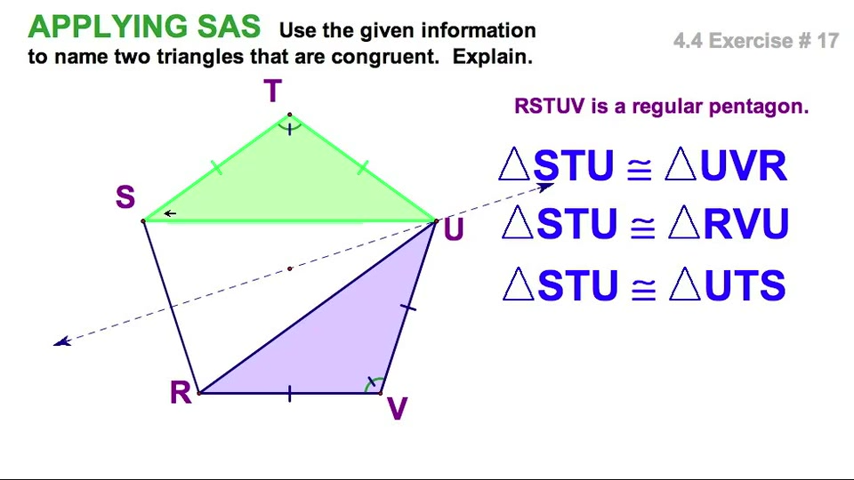 APPLYING SAS Use the given information
to name two triangles that are congruent. Explain.
4.4 Exercise # 17
T
RSTUV is a regular pentagon.
△STU ≅ △UVR
S
△STU ≅ △RVU
U
△STU ≅ △UTS
R
V